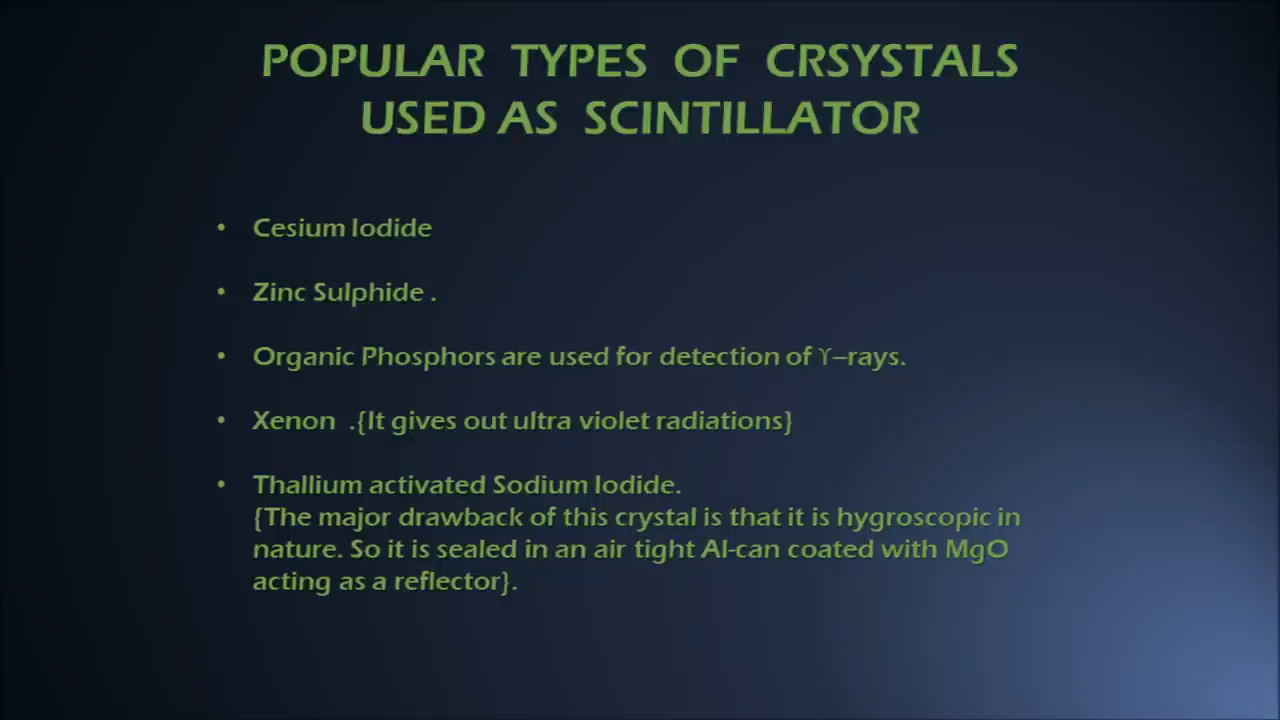 POPULAR TYPES OF CRSYSTALS
USED AS SCINTILLATOR
• Cesium Iodide
• Zinc Sulphide .
• Organic Phosphors are used for detection of ϒ–rays.
• Xenon .{It gives out ultra violet radiations}
• Thallium activated Sodium Iodide.
{The major drawback of this crystal is that it is hygroscopic in
nature. So it is sealed in an air tight Al-can coated with MgO
acting as a reflector}.